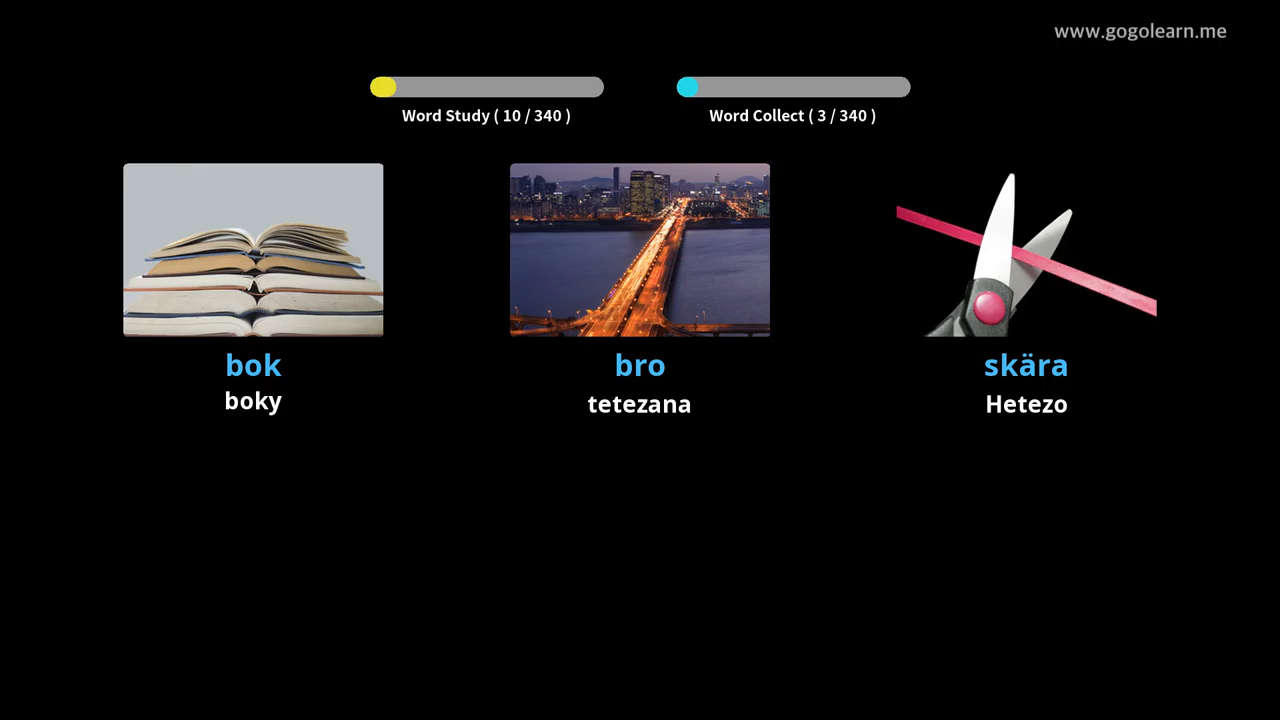 www.gogolearn.me
Word Study ( 10 / 340 )
Word Collect ( 3 / 340 )
bok
boky
bro
tetezana
skära
Hetezo